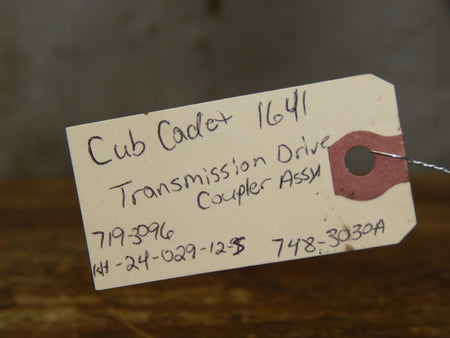 Cub Cadet 1641
Transmission Drive
Coupler Assy
719-3096
KH-24-029-12-S 748-3030A